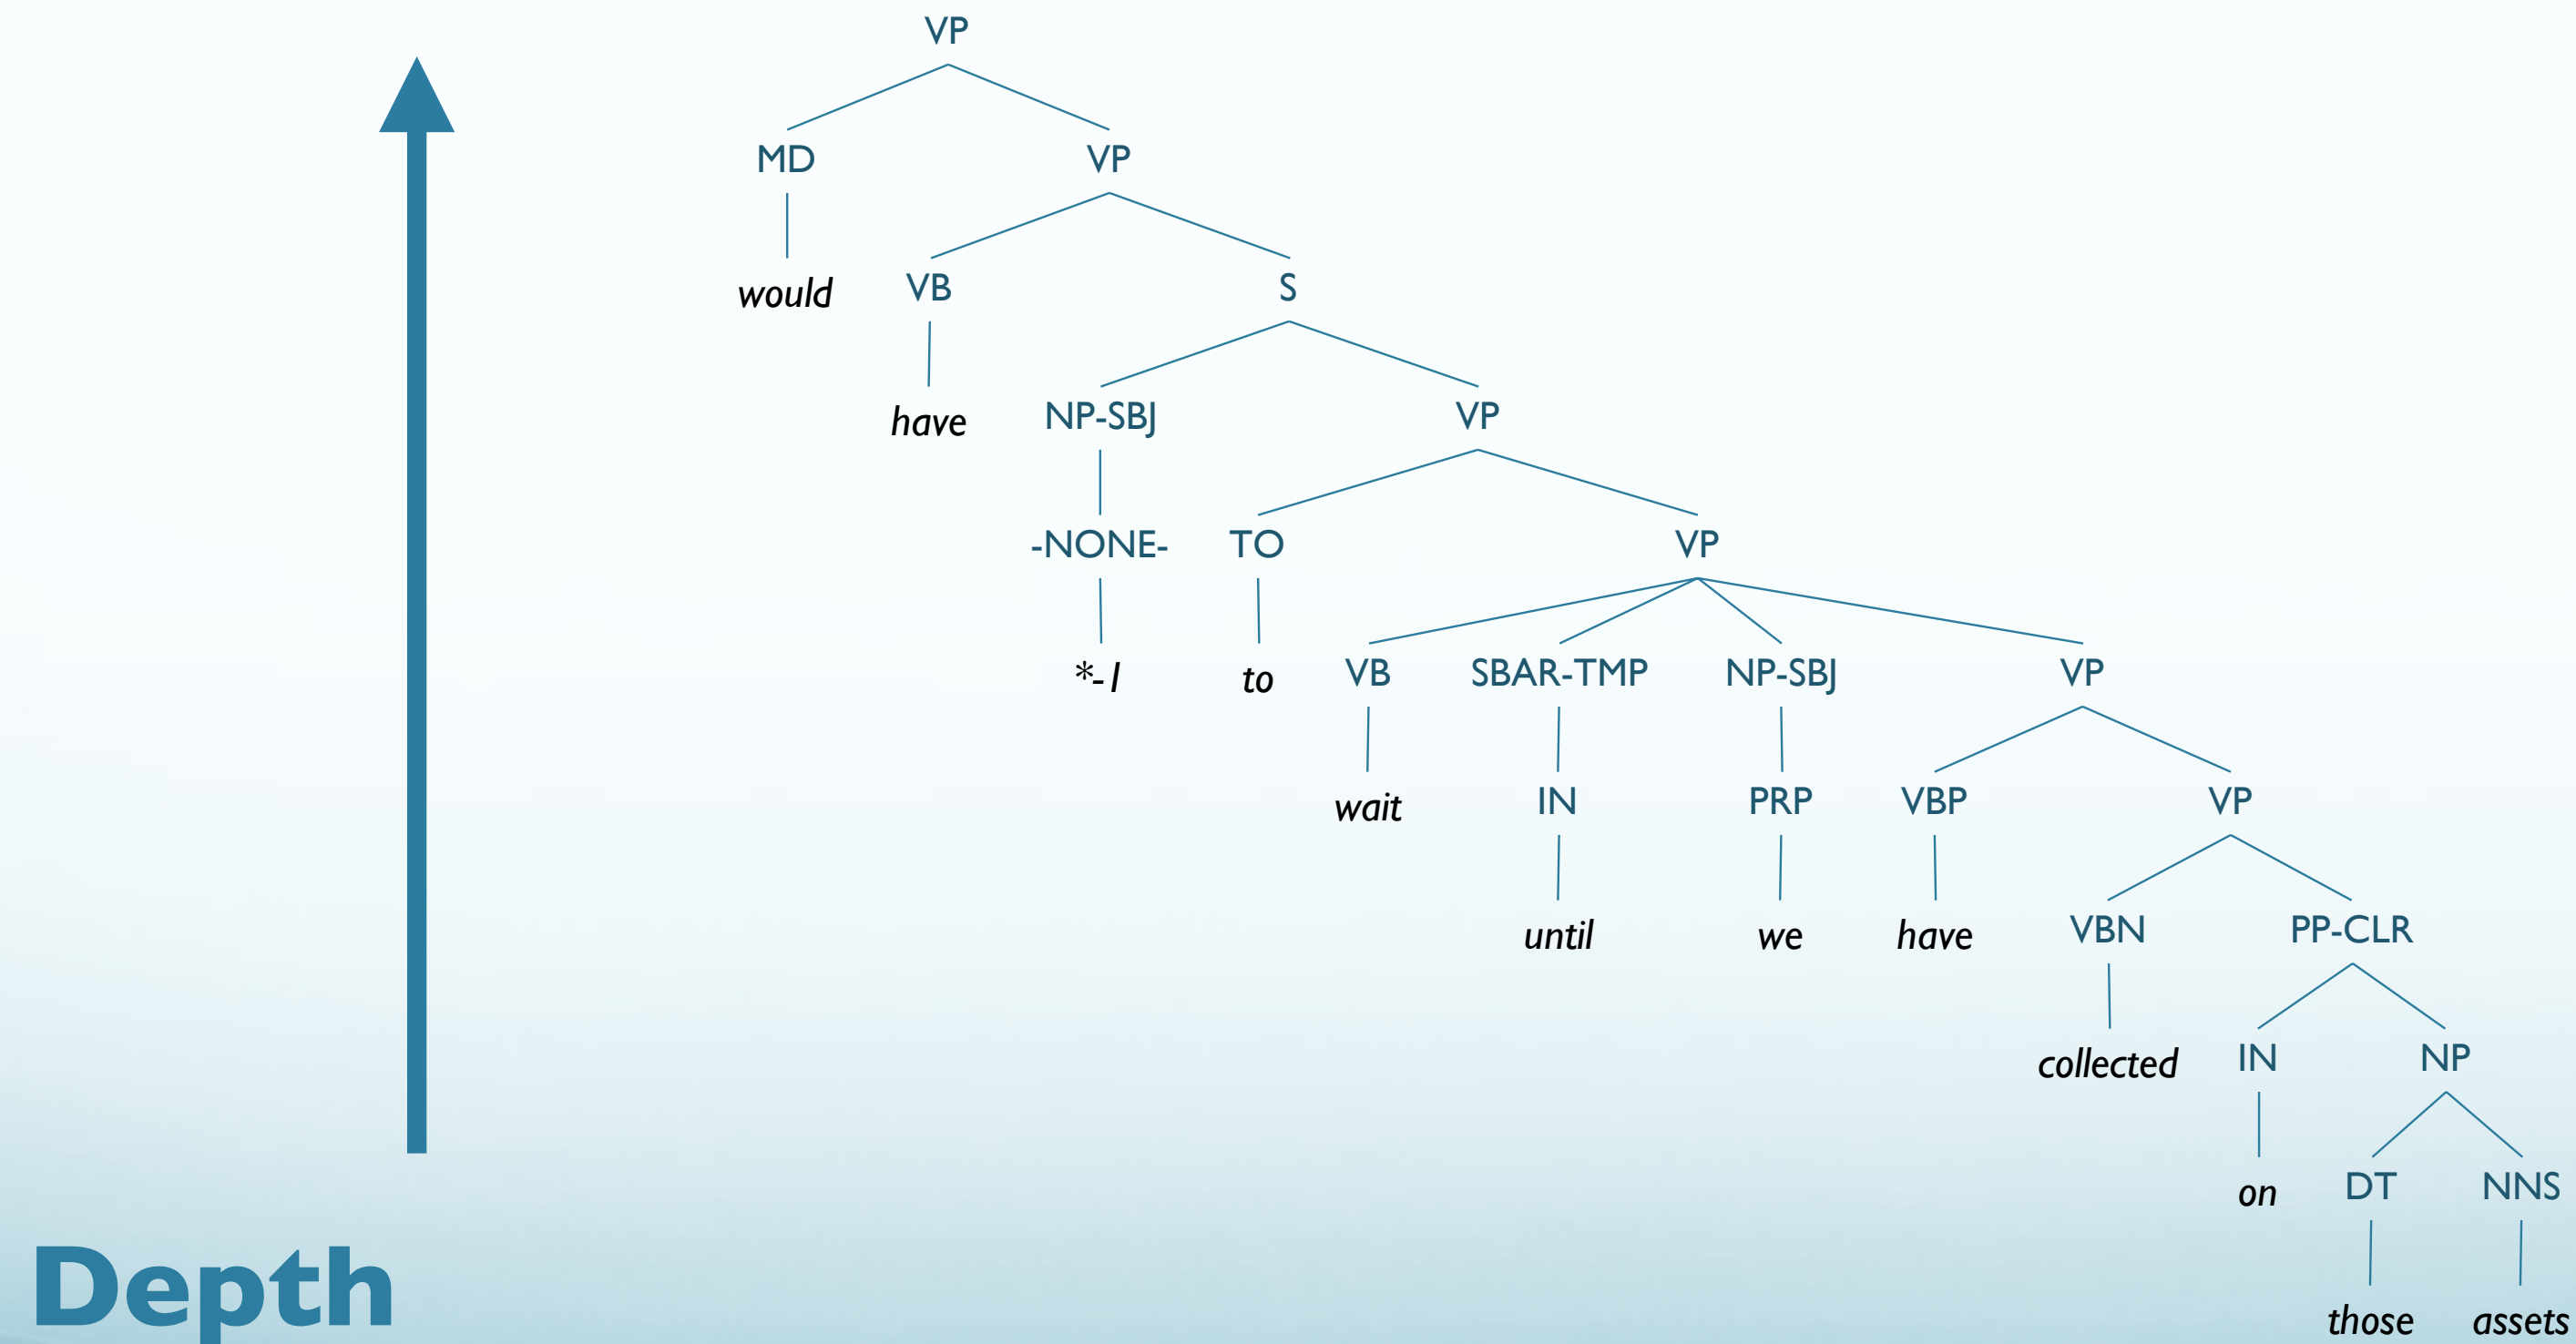 VP
MD VP
would VB S
have NP-SBJ VP
-NONE- TO VP
*-1 to VB SBAR-TMP NP-SBJ VP
wait IN PRP VBP VP
until we have VBN PP-CLR
collected IN NP
on DT NNS
those assets
Depth